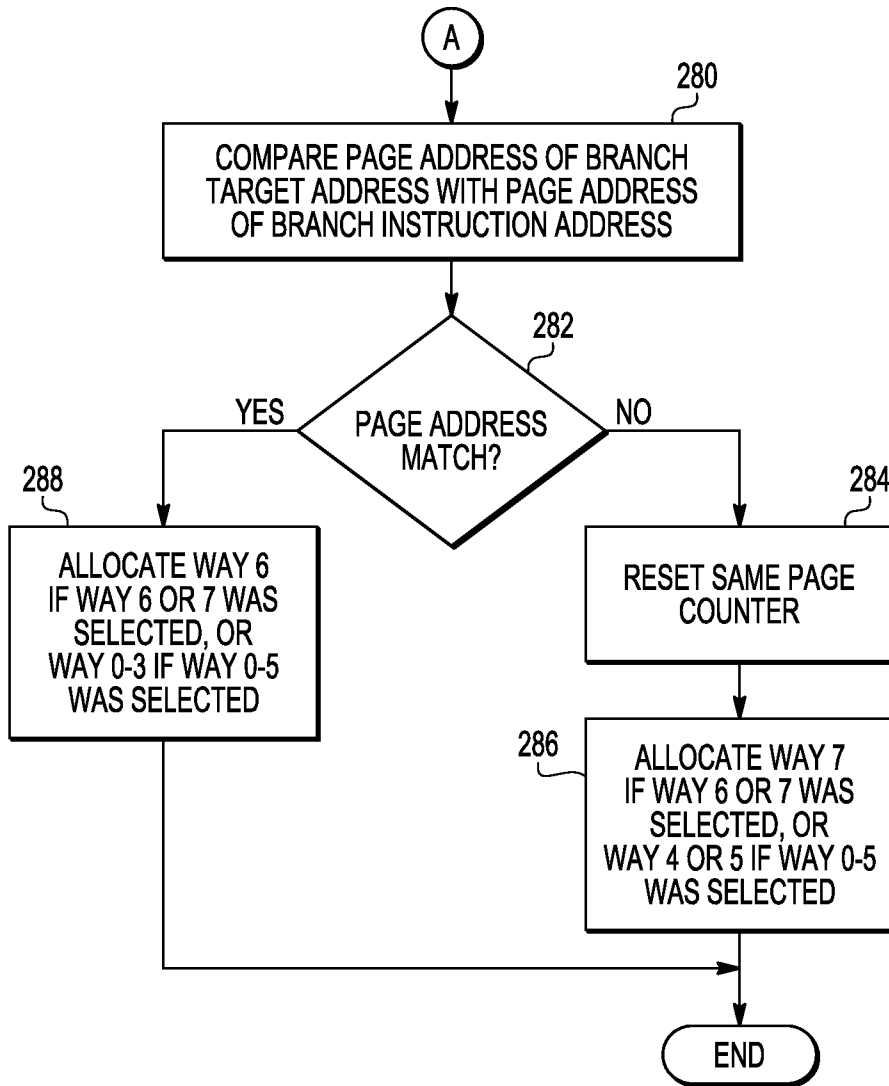 A
280
COMPARE PAGE ADDRESS OF BRANCH
TARGET ADDRESS WITH PAGE ADDRESS
OF BRANCH INSTRUCTION ADDRESS
282
PAGE ADDRESS
MATCH?
YES
NO
288
ALLOCATE WAY 6
IF WAY 6 OR 7 WAS
SELECTED, OR
WAY 0-3 IF WAY 0-5
WAS SELECTED
284
RESET SAME PAGE
COUNTER
286
ALLOCATE WAY 7
IF WAY 6 OR 7 WAS
SELECTED, OR
WAY 4 OR 5 IF WAY 0-5
WAS SELECTED
END